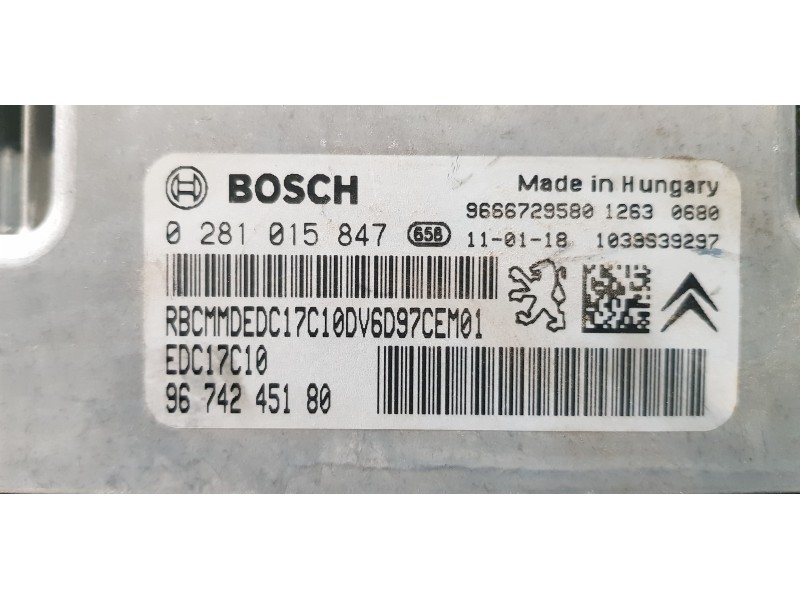 BOSCH
Made in Hungary
9666729580 1263 0680
0 281 015 847 656 11-01-18 1039S39297
RBCMMDEDC17C10DV6D97CEM01
EDC17C10
96 742 451 80